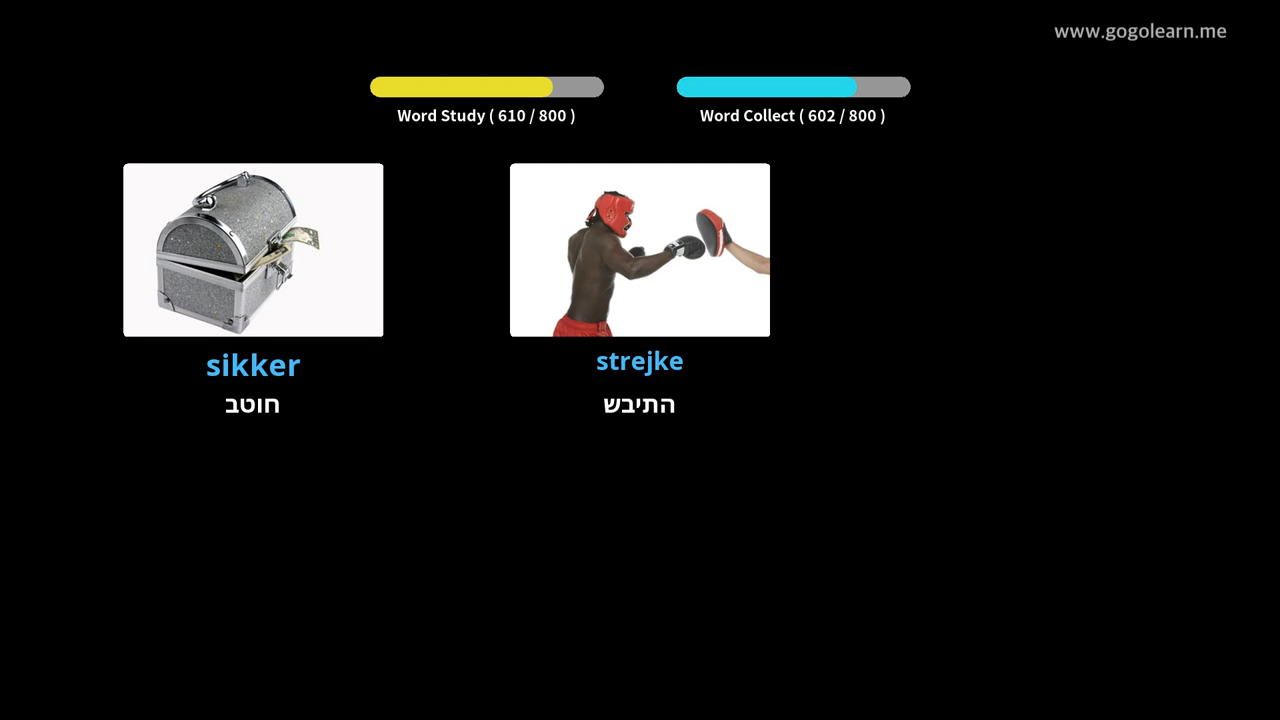 www.gogolearn.me
Word Study ( 610 / 800 )
Word Collect ( 602 / 800 )
sikker
חוטב
strejke
התיבש